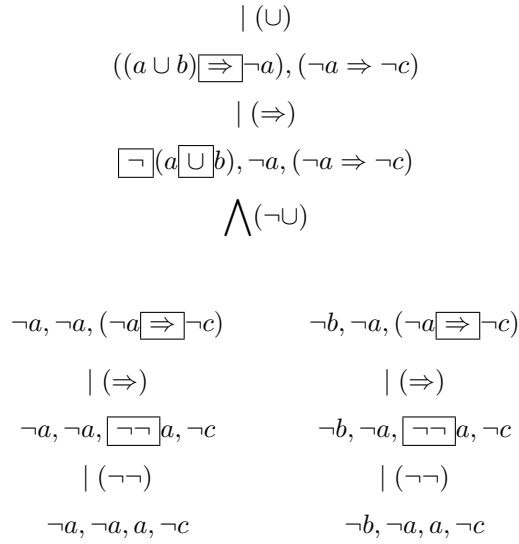 | (∪)
((a ∪ b) ⇒ ¬a), (¬a ⇒ ¬c)
| (⇒)
¬ (a ∪ b), ¬a, (¬a ⇒ ¬c)
⋀(¬∪)
¬a, ¬a, (¬a ⇒ ¬c) ¬b, ¬a, (¬a ⇒ ¬c)
| (⇒) | (⇒)
¬a, ¬a, ¬¬ a, ¬c ¬b, ¬a, ¬¬ a, ¬c
| (¬¬) | (¬¬)
¬a, ¬a, a, ¬c ¬b, ¬a, a, ¬c